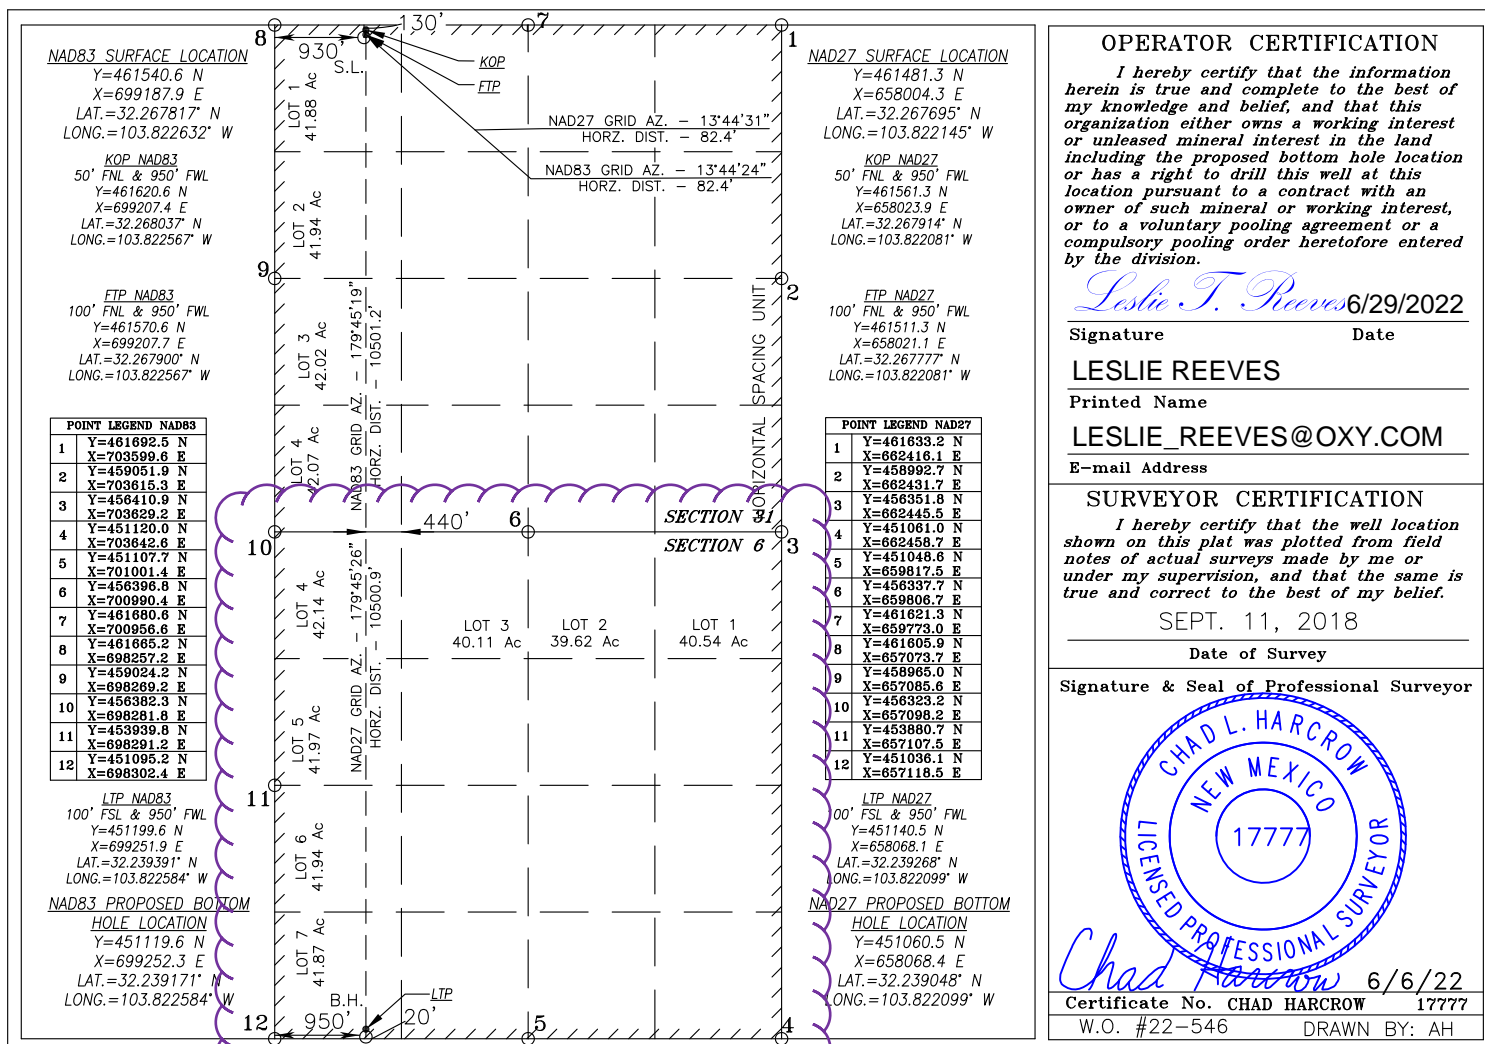 NAD83 SURFACE LOCATION
Y=461540.6 N
X=699187.9 E
LAT.=32.267817° N
LONG.=103.822632° W
KOP NAD83
50' FNL & 950' FWL
Y=461620.6 N
X=699207.4 E
LAT.=32.268037° N
LONG.=103.822567° W
FTP NAD83
100' FNL & 950' FWL
Y=461570.6 N
X=699207.7 E
LAT.=32.267900° N
LONG.=103.822567° W
POINT LEGEND NAD83
1 Y=461692.5 N
X=703599.6 E
2 Y=459051.9 N
X=703615.3 E
3 Y=456410.9 N
X=703629.2 E
4 Y=451120.0 N
X=703642.6 E
5 Y=451107.7 N
X=701001.4 E
6 Y=456396.8 N
X=700990.4 E
7 Y=461680.6 N
X=700956.6 E
8 Y=461665.2 N
X=698257.2 E
9 Y=459024.2 N
X=698269.2 E
10 Y=456382.3 N
X=698281.8 E
11 Y=453939.8 N
X=698291.2 E
12 Y=451095.2 N
X=698302.4 E
LTP NAD83
100' FSL & 950' FWL
Y=451199.6 N
X=699251.9 E
LAT.=32.239391° N
LONG.=103.822584° W
NAD83 PROPOSED BOTTOM
HOLE LOCATION
Y=451119.6 N
X=699252.3 E
LAT.=32.239171° N
LONG.=103.822584° W
8
130'
7
1
930'
S.L.
KOP
FTP
LOT 1
41.88 Ac
NAD27 GRID AZ. – 13°44'31"
HORZ. DIST. – 82.4'
NAD83 GRID AZ. – 13°44'24"
HORZ. DIST. – 82.4'
LOT 2
41.94 Ac
9
2
LOT 3
42.02 Ac
NAD83 GRID AZ. – 179°45'19"
HORZ. DIST. – 10501.2'
HORIZONTAL SPACING UNIT
LOT 4
42.07 Ac
440'
6
SECTION 31
10
3
SECTION 6
LOT 4
42.14 Ac
NAD27 GRID AZ. – 179°45'26"
HORZ. DIST. – 10500.9'
LOT 3
40.11 Ac
LOT 2
39.62 Ac
LOT 1
40.54 Ac
LOT 5
41.97 Ac
11
LOT 6
41.94 Ac
LOT 7
41.87 Ac
B.H.
LTP
12
950'
20'
5
4
NAD27 SURFACE LOCATION
Y=461481.3 N
X=658004.3 E
LAT.=32.267695° N
LONG.=103.822145° W
KOP NAD27
50' FNL & 950' FWL
Y=461561.3 N
X=658023.9 E
LAT.=32.267914° N
LONG.=103.822081° W
FTP NAD27
100' FNL & 950' FWL
Y=461511.3 N
X=658021.1 E
LAT.=32.267777° N
LONG.=103.822081° W
POINT LEGEND NAD27
1 Y=461633.2 N
X=662416.1 E
2 Y=458992.7 N
X=662431.7 E
3 Y=456351.8 N
X=662445.5 E
4 Y=451061.0 N
X=662458.7 E
5 Y=451048.6 N
X=659817.5 E
6 Y=456337.7 N
X=659806.7 E
7 Y=461621.3 N
X=659773.0 E
8 Y=461605.9 N
X=657073.7 E
9 Y=458965.0 N
X=657085.6 E
10 Y=456323.2 N
X=657098.2 E
11 Y=453880.7 N
X=657107.5 E
12 Y=451036.1 N
X=657118.5 E
LTP NAD27
100' FSL & 950' FWL
Y=451140.5 N
X=658068.1 E
LAT.=32.239268° N
LONG.=103.822099° W
NAD27 PROPOSED BOTTOM
HOLE LOCATION
Y=451060.5 N
X=658068.4 E
LAT.=32.239048° N
LONG.=103.822099° W
OPERATOR CERTIFICATION
I hereby certify that the information
herein is true and complete to the best of
my knowledge and belief, and that this
organization either owns a working interest
or unleased mineral interest in the land
including the proposed bottom hole location
or has a right to drill this well at this
location pursuant to a contract with an
owner of such mineral or working interest,
or to a voluntary pooling agreement or a
compulsory pooling order heretofore entered
by the division.
Leslie T. Reeves 6/29/2022
Signature Date
LESLIE REEVES
Printed Name
LESLIE_REEVES@OXY.COM
E-mail Address
SURVEYOR CERTIFICATION
I hereby certify that the well location
shown on this plat was plotted from field
notes of actual surveys made by me or
under my supervision, and that the same is
true and correct to the best of my belief.
SEPT. 11, 2018
Date of Survey
Signature & Seal of Professional Surveyor
CHAD L. HARCROW
NEW MEXICO
17777
LICENSED PROFESSIONAL SURVEYOR
Chad Harcrow 6/6/22
Certificate No. CHAD HARCROW 17777
W.O. #22-546 DRAWN BY: AH